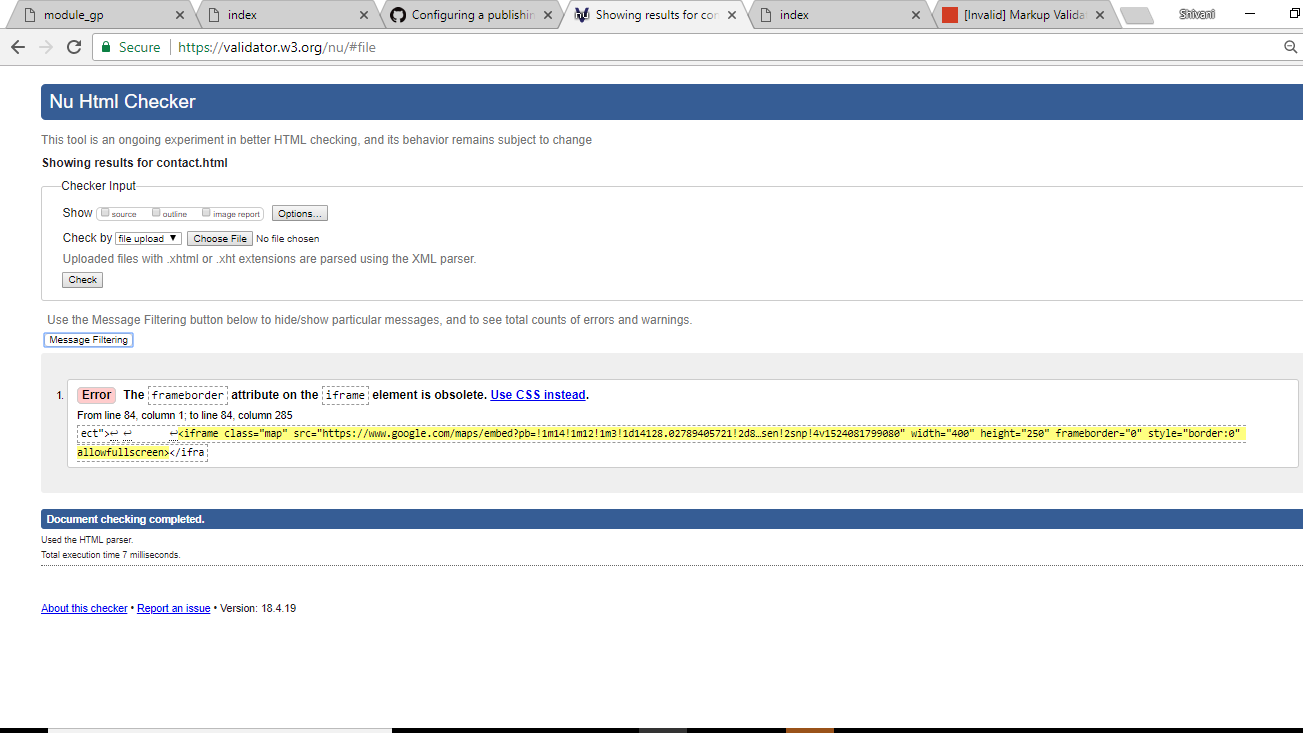 module_gp
index
Configuring a publishin
Showing results for con
index
[Invalid] Markup Valida
Shivani
Secure https://validator.w3.org/nu/#file
Nu Html Checker
This tool is an ongoing experiment in better HTML checking, and its behavior remains subject to change
Showing results for contact.html
Checker Input
Show source outline image report Options...
Check by file upload ▼ Choose File No file chosen
Uploaded files with .xhtml or .xht extensions are parsed using the XML parser.
Check
Use the Message Filtering button below to hide/show particular messages, and to see total counts of errors and warnings.
Message Filtering
1. Error The frameborder attribute on the iframe element is obsolete. Use CSS instead.
From line 84, column 1; to line 84, column 285
ect">↩ ↩ ↩<iframe class="map" src="https://www.google.com/maps/embed?pb=!1m14!1m12!1m3!1d14128.02789405721!2d8…sen!2snp!4v1524081799080" width="400" height="250" frameborder="0" style="border:0"
allowfullscreen></ifra
Document checking completed.
Used the HTML parser.
Total execution time 7 milliseconds.
About this checker • Report an issue • Version: 18.4.19